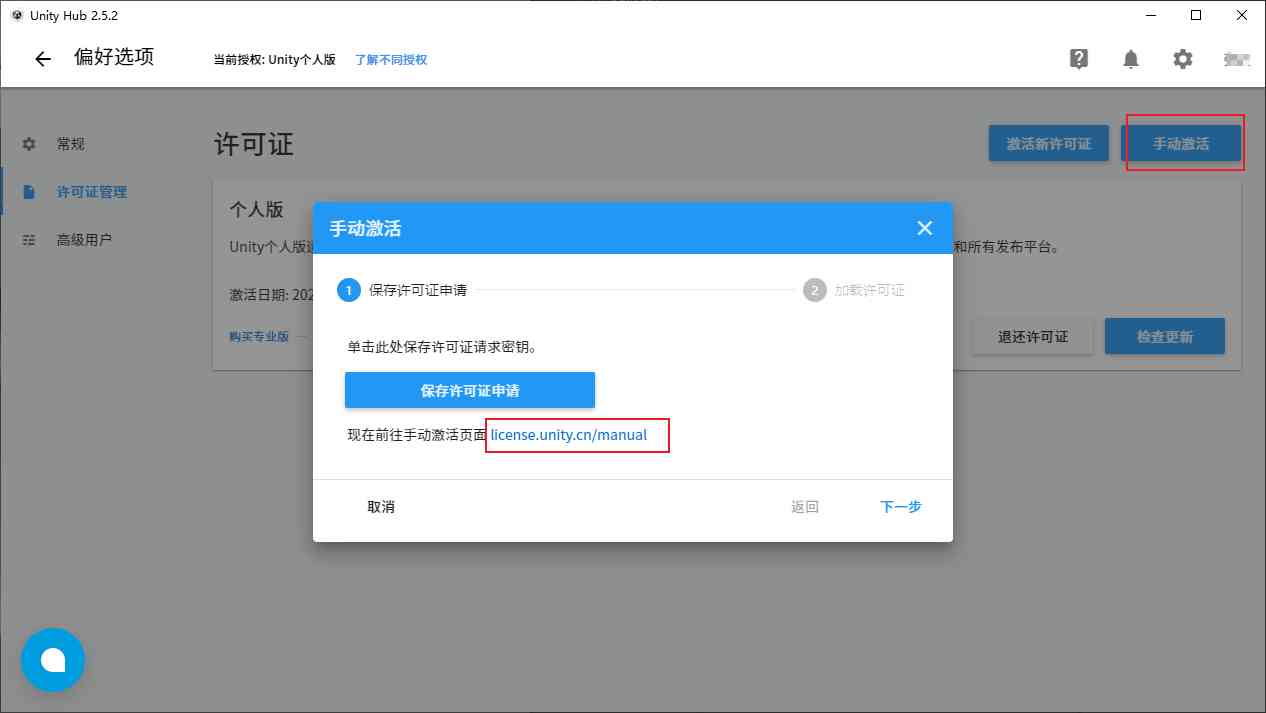 Unity Hub 2.5.2
偏好选项
当前授权: Unity个人版 了解不同授权
常规
许可证管理
高级用户
许可证
激活新许可证
手动激活
个人版
Unity个人版
和所有发布平台。
激活日期: 202
购买专业版
退还许可证
检查更新
手动激活
1 保存许可证申请
2 加载许可证
单击此处保存许可证请求密钥。
保存许可证申请
现在前往手动激活页面 license.unity.cn/manual
取消
返回
下一步